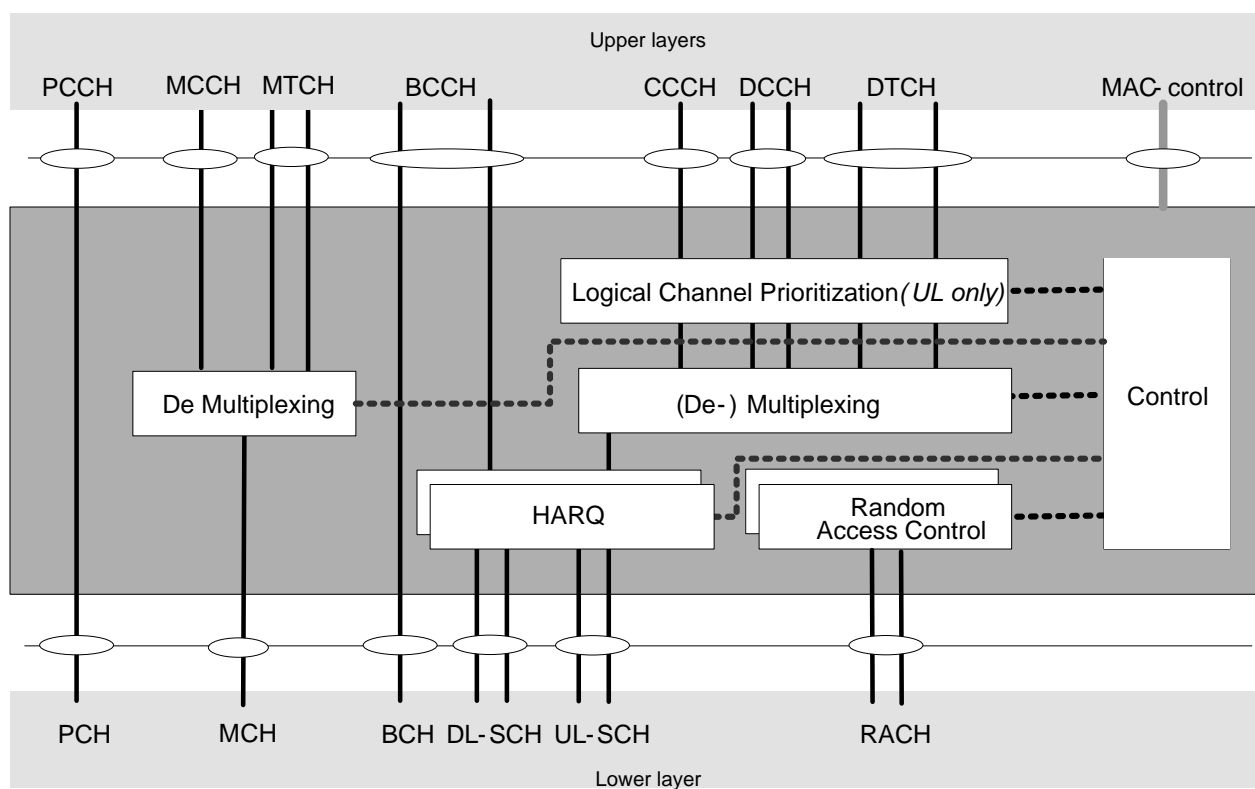 Upper layers
PCCH MCCH MTCH BCCH CCCH DCCH DTCH MAC- control
Logical Channel Prioritization (UL only)
De Multiplexing
(De- ) Multiplexing
Control
HARQ
Random
Access Control
PCH MCH BCH DL- SCH UL- SCH RACH
Lower layer